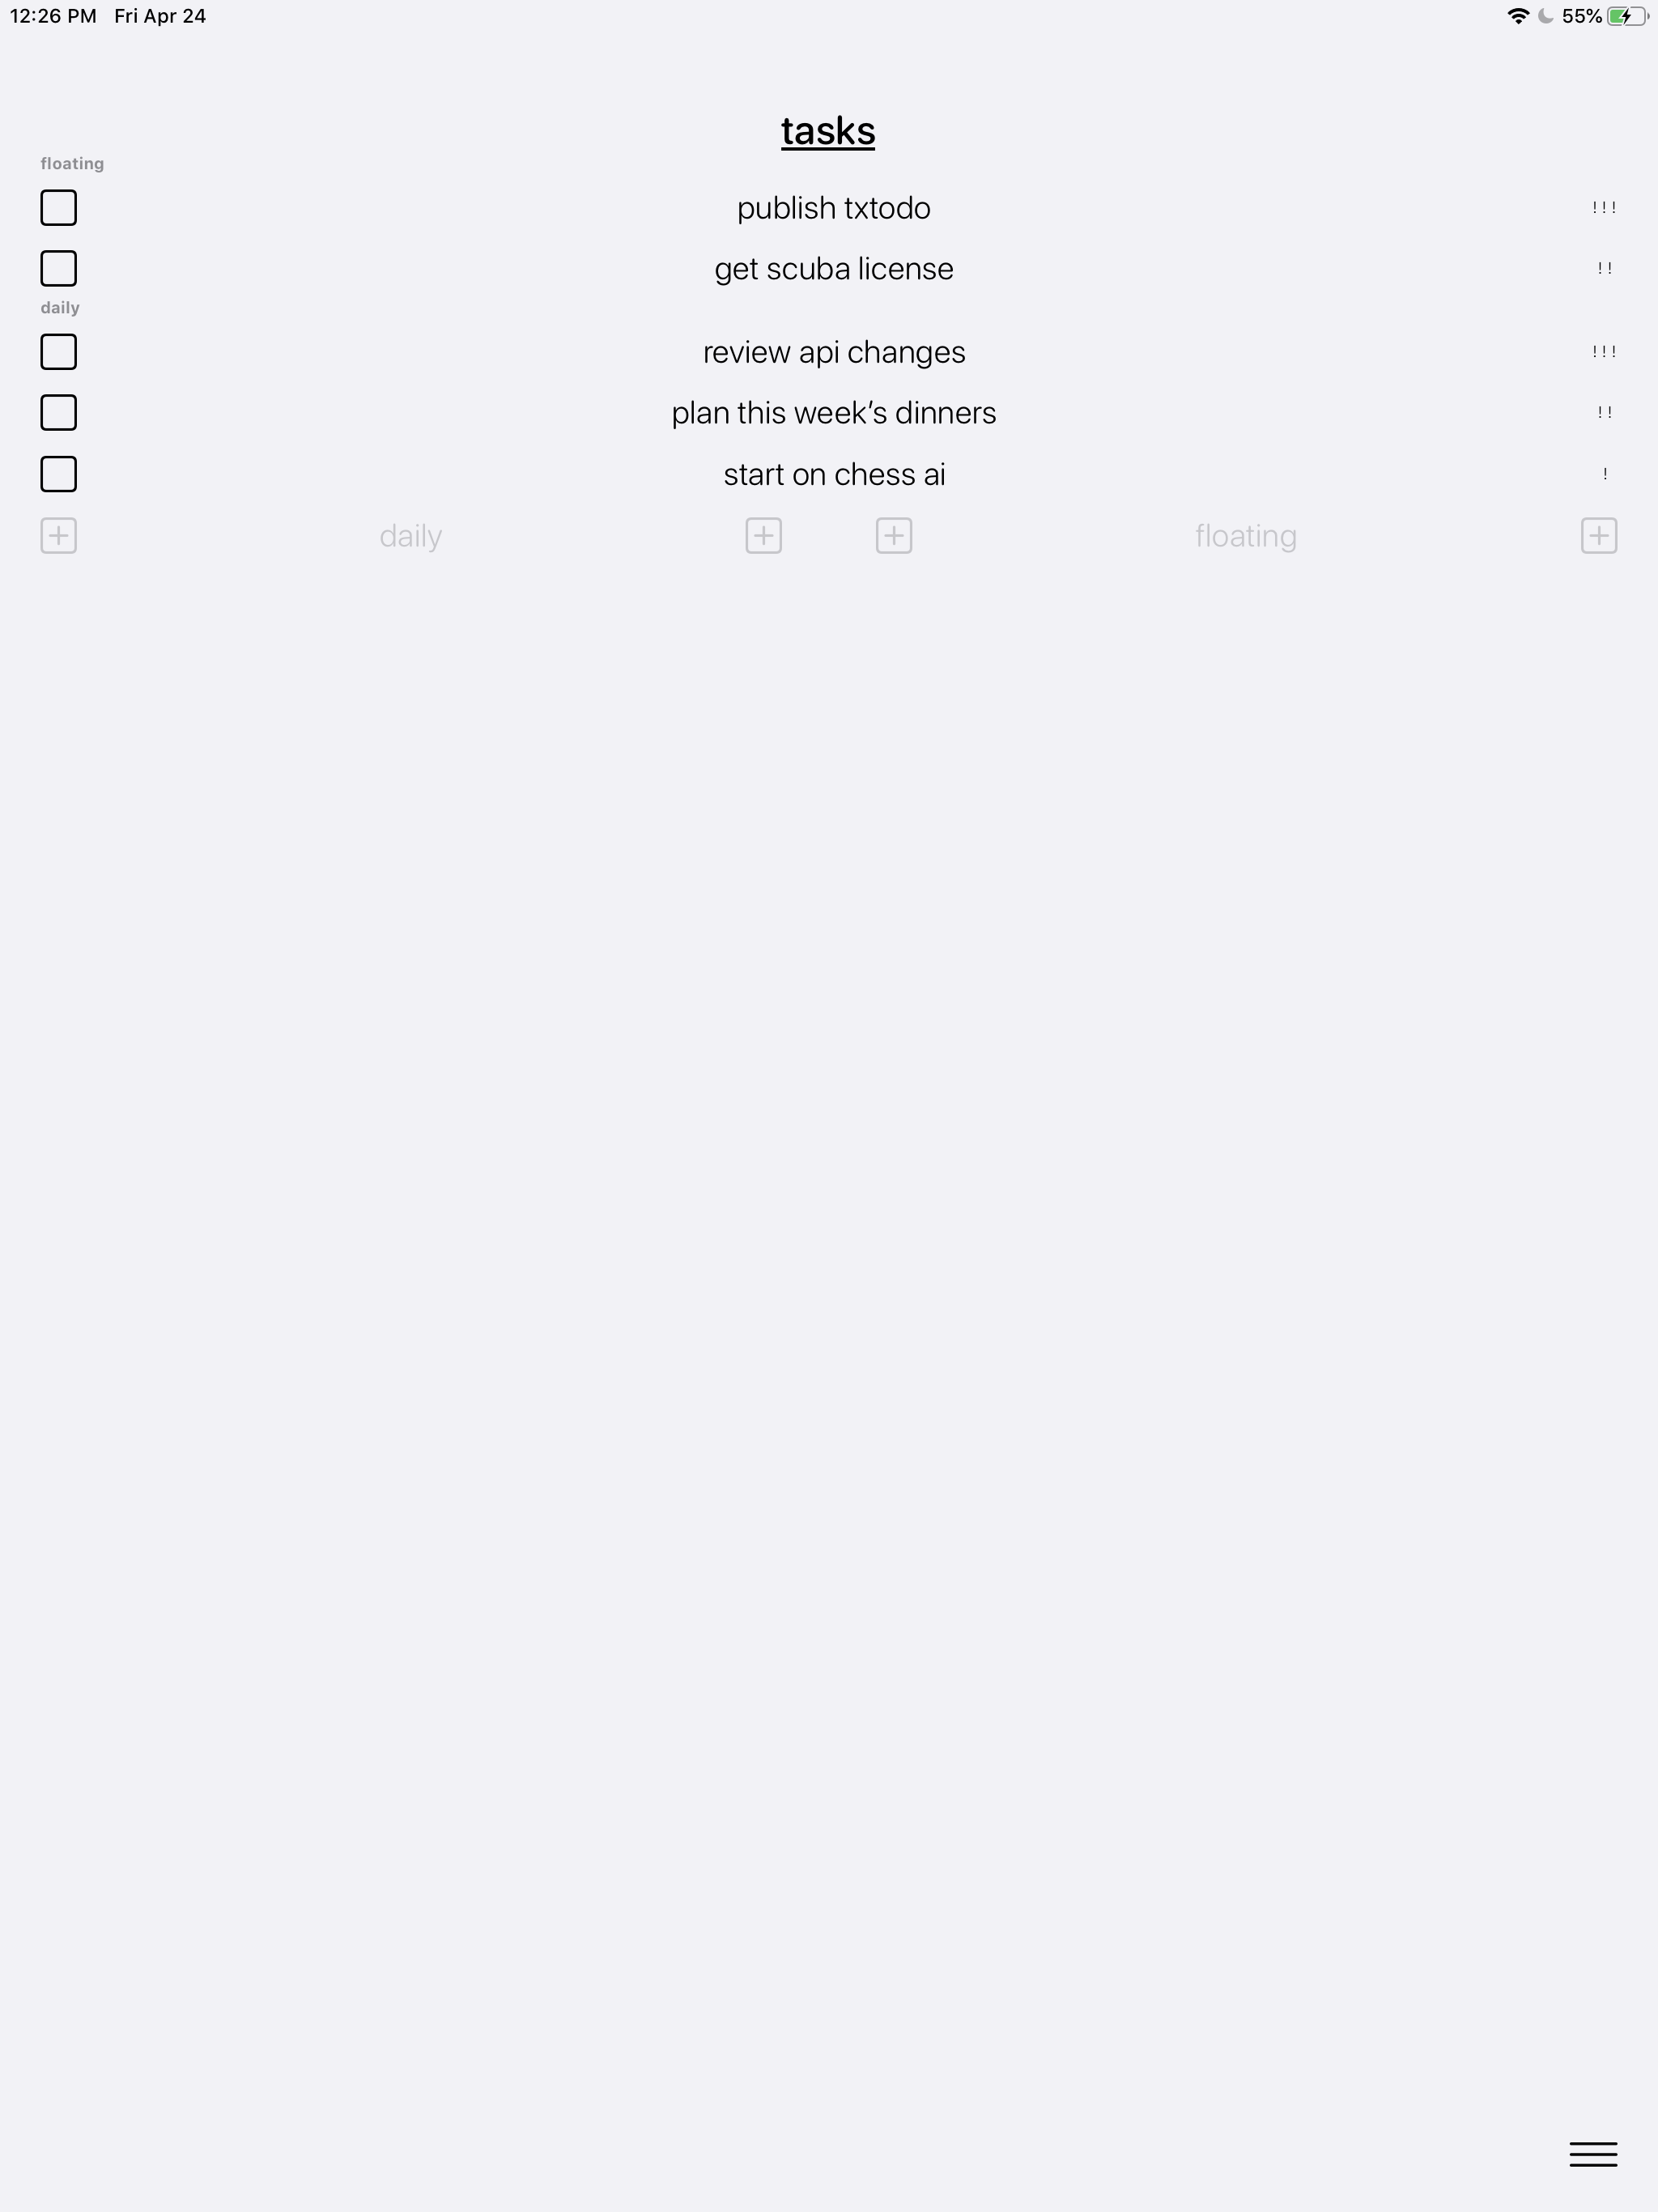 12:26 PM Fri Apr 24 55%
tasks
floating
publish txtodo !!!
get scuba license !!
daily
review api changes !!!
plan this week’s dinners !!
start on chess ai !
daily floating